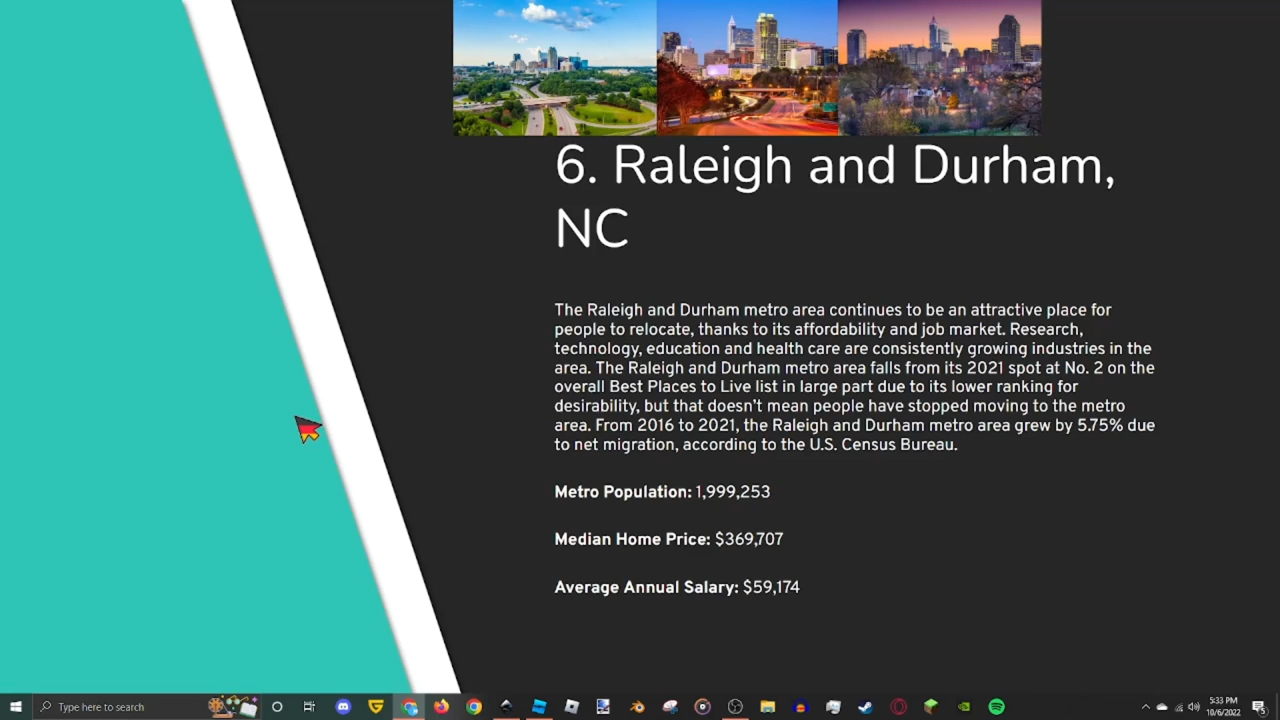 6. Raleigh and Durham,
NC
The Raleigh and Durham metro area continues to be an attractive place for
people to relocate, thanks to its affordability and job market. Research,
technology, education and health care are consistently growing industries in the
area. The Raleigh and Durham metro area falls from its 2021 spot at No. 2 on the
overall Best Places to Live list in large part due to its lower ranking for
desirability, but that doesn't mean people have stopped moving to the metro
area. From 2016 to 2021, the Raleigh and Durham metro area grew by 5.75% due
to net migration, according to the U.S. Census Bureau.
Metro Population: 1,999,253
Median Home Price: $369,707
Average Annual Salary: $59,174
Type here to search
5:33 PM
10/6/2022